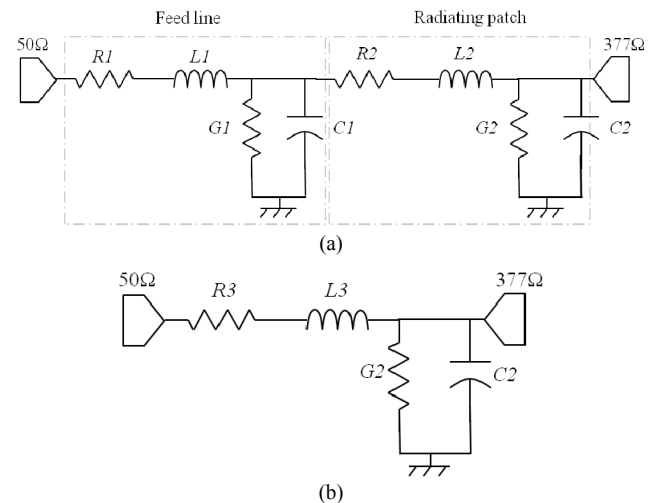 Feed line
Radiating patch
50Ω
R1
L1
R2
L2
377Ω
G1
C1
G2
C2
(a)
50Ω
R3
L3
377Ω
G2
C2
(b)